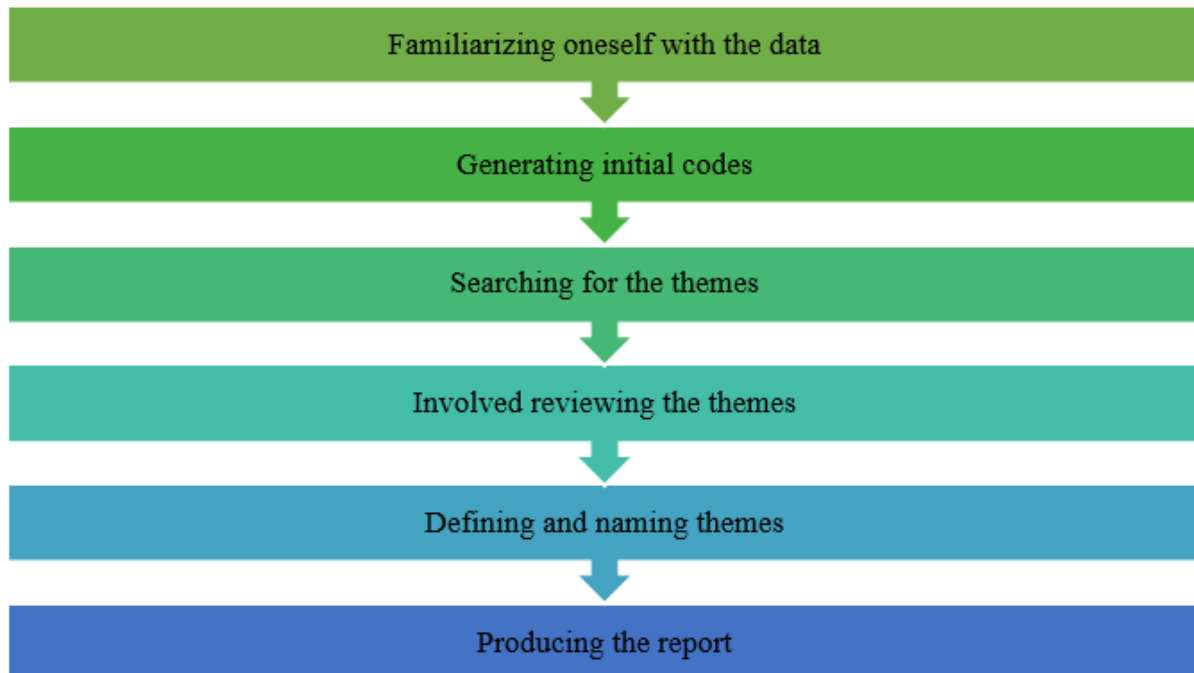 Familiarizing oneself with the data
Generating initial codes
Searching for the themes
Involved reviewing the themes
Defining and naming themes
Producing the report